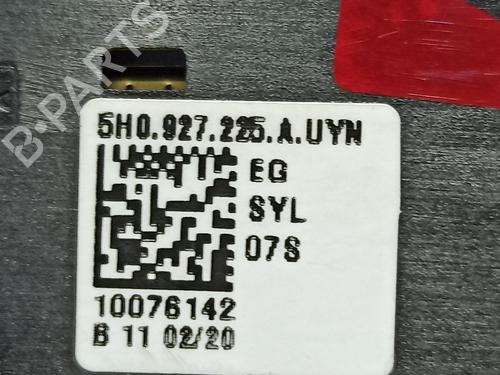 B-PARTS
5H0.927.225.A.UYN
EG
SYL
07S
10076142
B 11 02/20